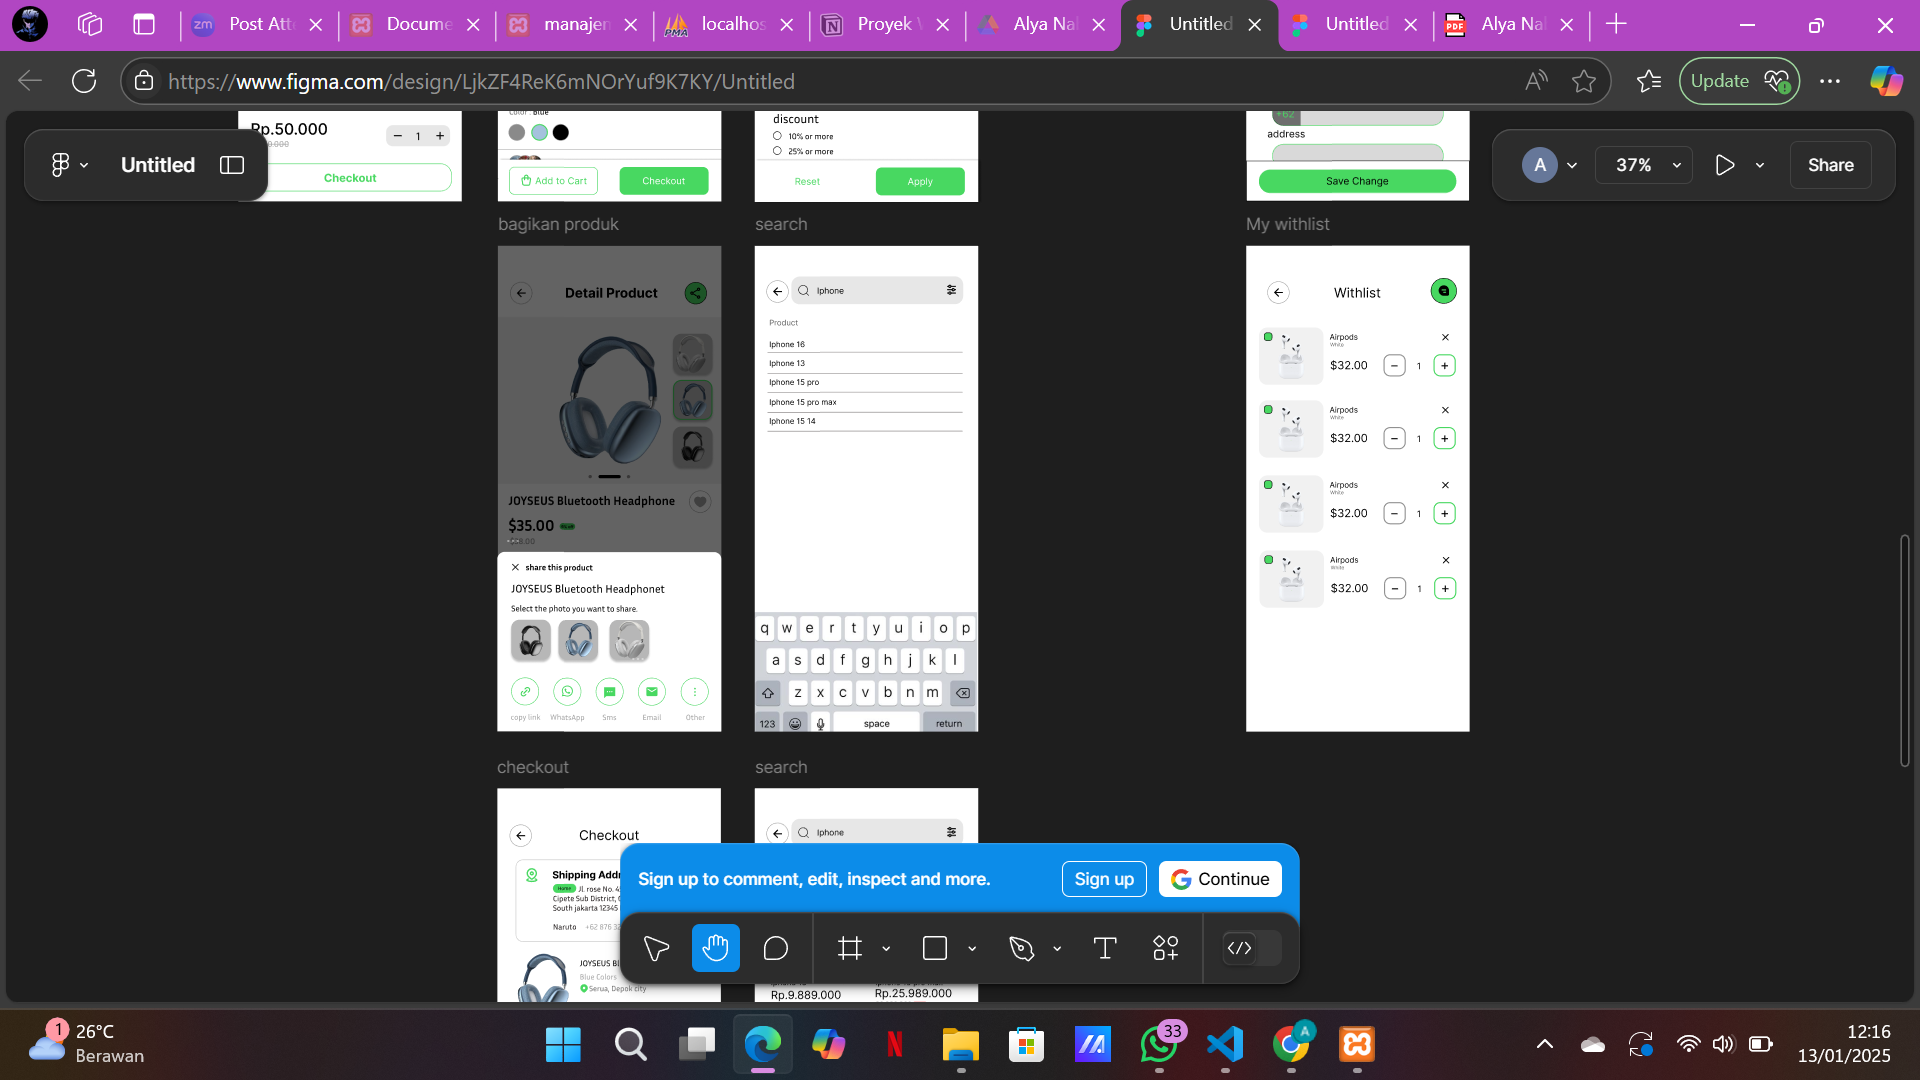 Post Att
Docume
manajen
localhos
Proyek V
Alya Nal
Untitled
Untitled
Alya Nal
https://www.figma.com/design/LjkZF4ReK6mNOrYuf9K7KY/Untitled
Update
Untitled
A
37%
Share
Rp.50.000
1
Checkout
Color : Blue
Add to Cart
Checkout
discount
10% or more
25% or more
Reset
Apply
+62
address
Save Change
bagikan produk
search
My withlist
Detail Product
JOYSEUS Bluetooth Headphone
$35.00
share this product
JOYSEUS Bluetooth Headphonet
Select the photo you want to share.
copy link
WhatsApp
Sms
Email
Other
Iphone
Product
Iphone 16
Iphone 13
Iphone 15 pro
Iphone 15 pro max
Iphone 15 14
q w e r t y u i o p
a s d f g h j k l
z x c v b n m
123
space
return
Withlist
Airpods
White
$32.00
1
Airpods
White
$32.00
1
Airpods
White
$32.00
1
Airpods
White
$32.00
1
checkout
search
Checkout
Shipping Addr
Home
Jl. rose No. 4
Cipete Sub District,
South jakarta 12345
Naruto
+62 876 32
JOYSEUS Bl
Blue Colors
Serua, Depok city
Iphone
Rp.9.889.000
Rp.25.989.000
Sign up to comment, edit, inspect and more.
Sign up
Continue
1
26°C
Berawan
33
A
12:16
13/01/2025